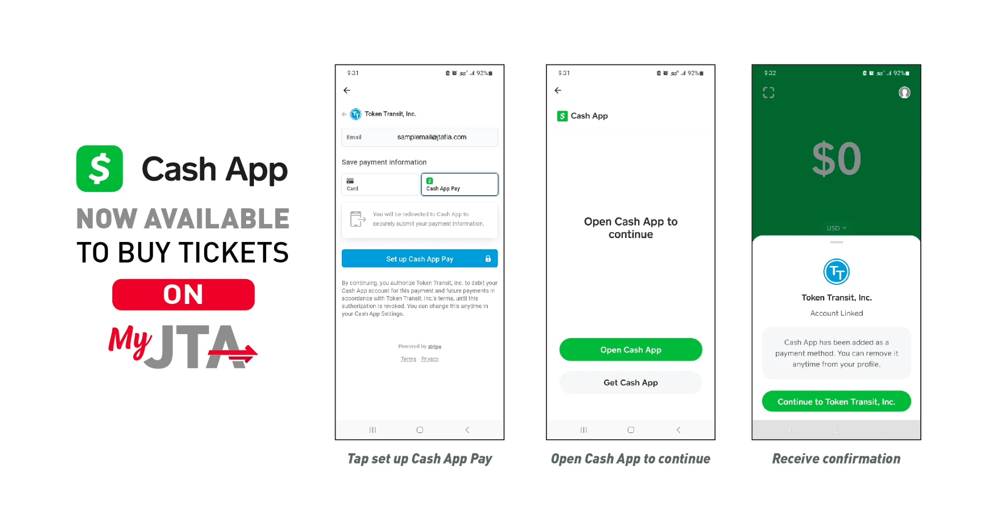 $ Cash App
NOW AVAILABLE
TO BUY TICKETS
ON
My JTA
9:31
5G 92%
Token Transit, Inc.
Email samplemail@jtafla.com
Save payment information
Card
Cash App Pay
You will be redirected to Cash App to
securely submit your payment information.
Set up Cash App Pay
By continuing, you authorize Token Transit, Inc. to debit your
Cash App account for this payment and future payments in
accordance with Token Transit, Inc.'s terms, until this
authorization is revoked. You can change this anytime in
your Cash App Settings.
Powered by stripe
Terms Privacy
Tap set up Cash App Pay
9:31
5G 92%
$ Cash App
Open Cash App to
continue
Open Cash App
Get Cash App
Open Cash App to continue
9:32
5G 92%
$0
USD
TT
Token Transit, Inc.
Account Linked
Cash App has been added as a
payment method. You can remove it
anytime from your profile.
Continue to Token Transit, Inc.
Receive confirmation